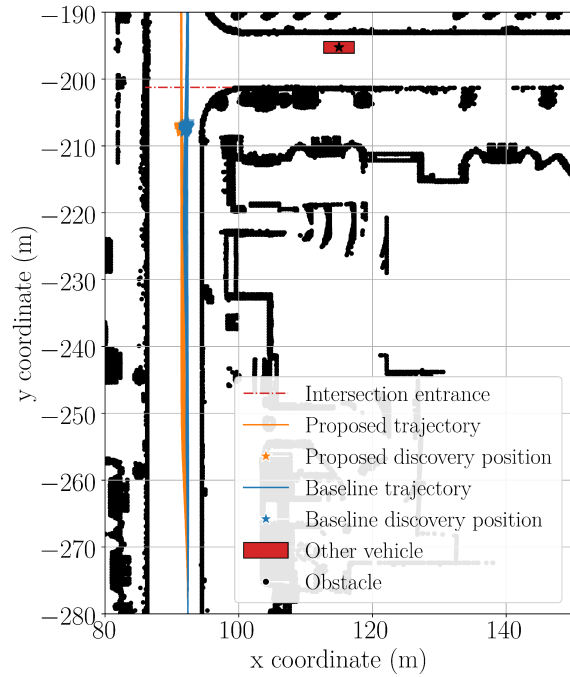 −190
−200
−210
−220
−230
−240
−250
−260
−270
−280
y coordinate (m)
Intersection entrance
Proposed trajectory
Proposed discovery position
Baseline trajectory
Baseline discovery position
Other vehicle
Obstacle
80 100 120 140
x coordinate (m)